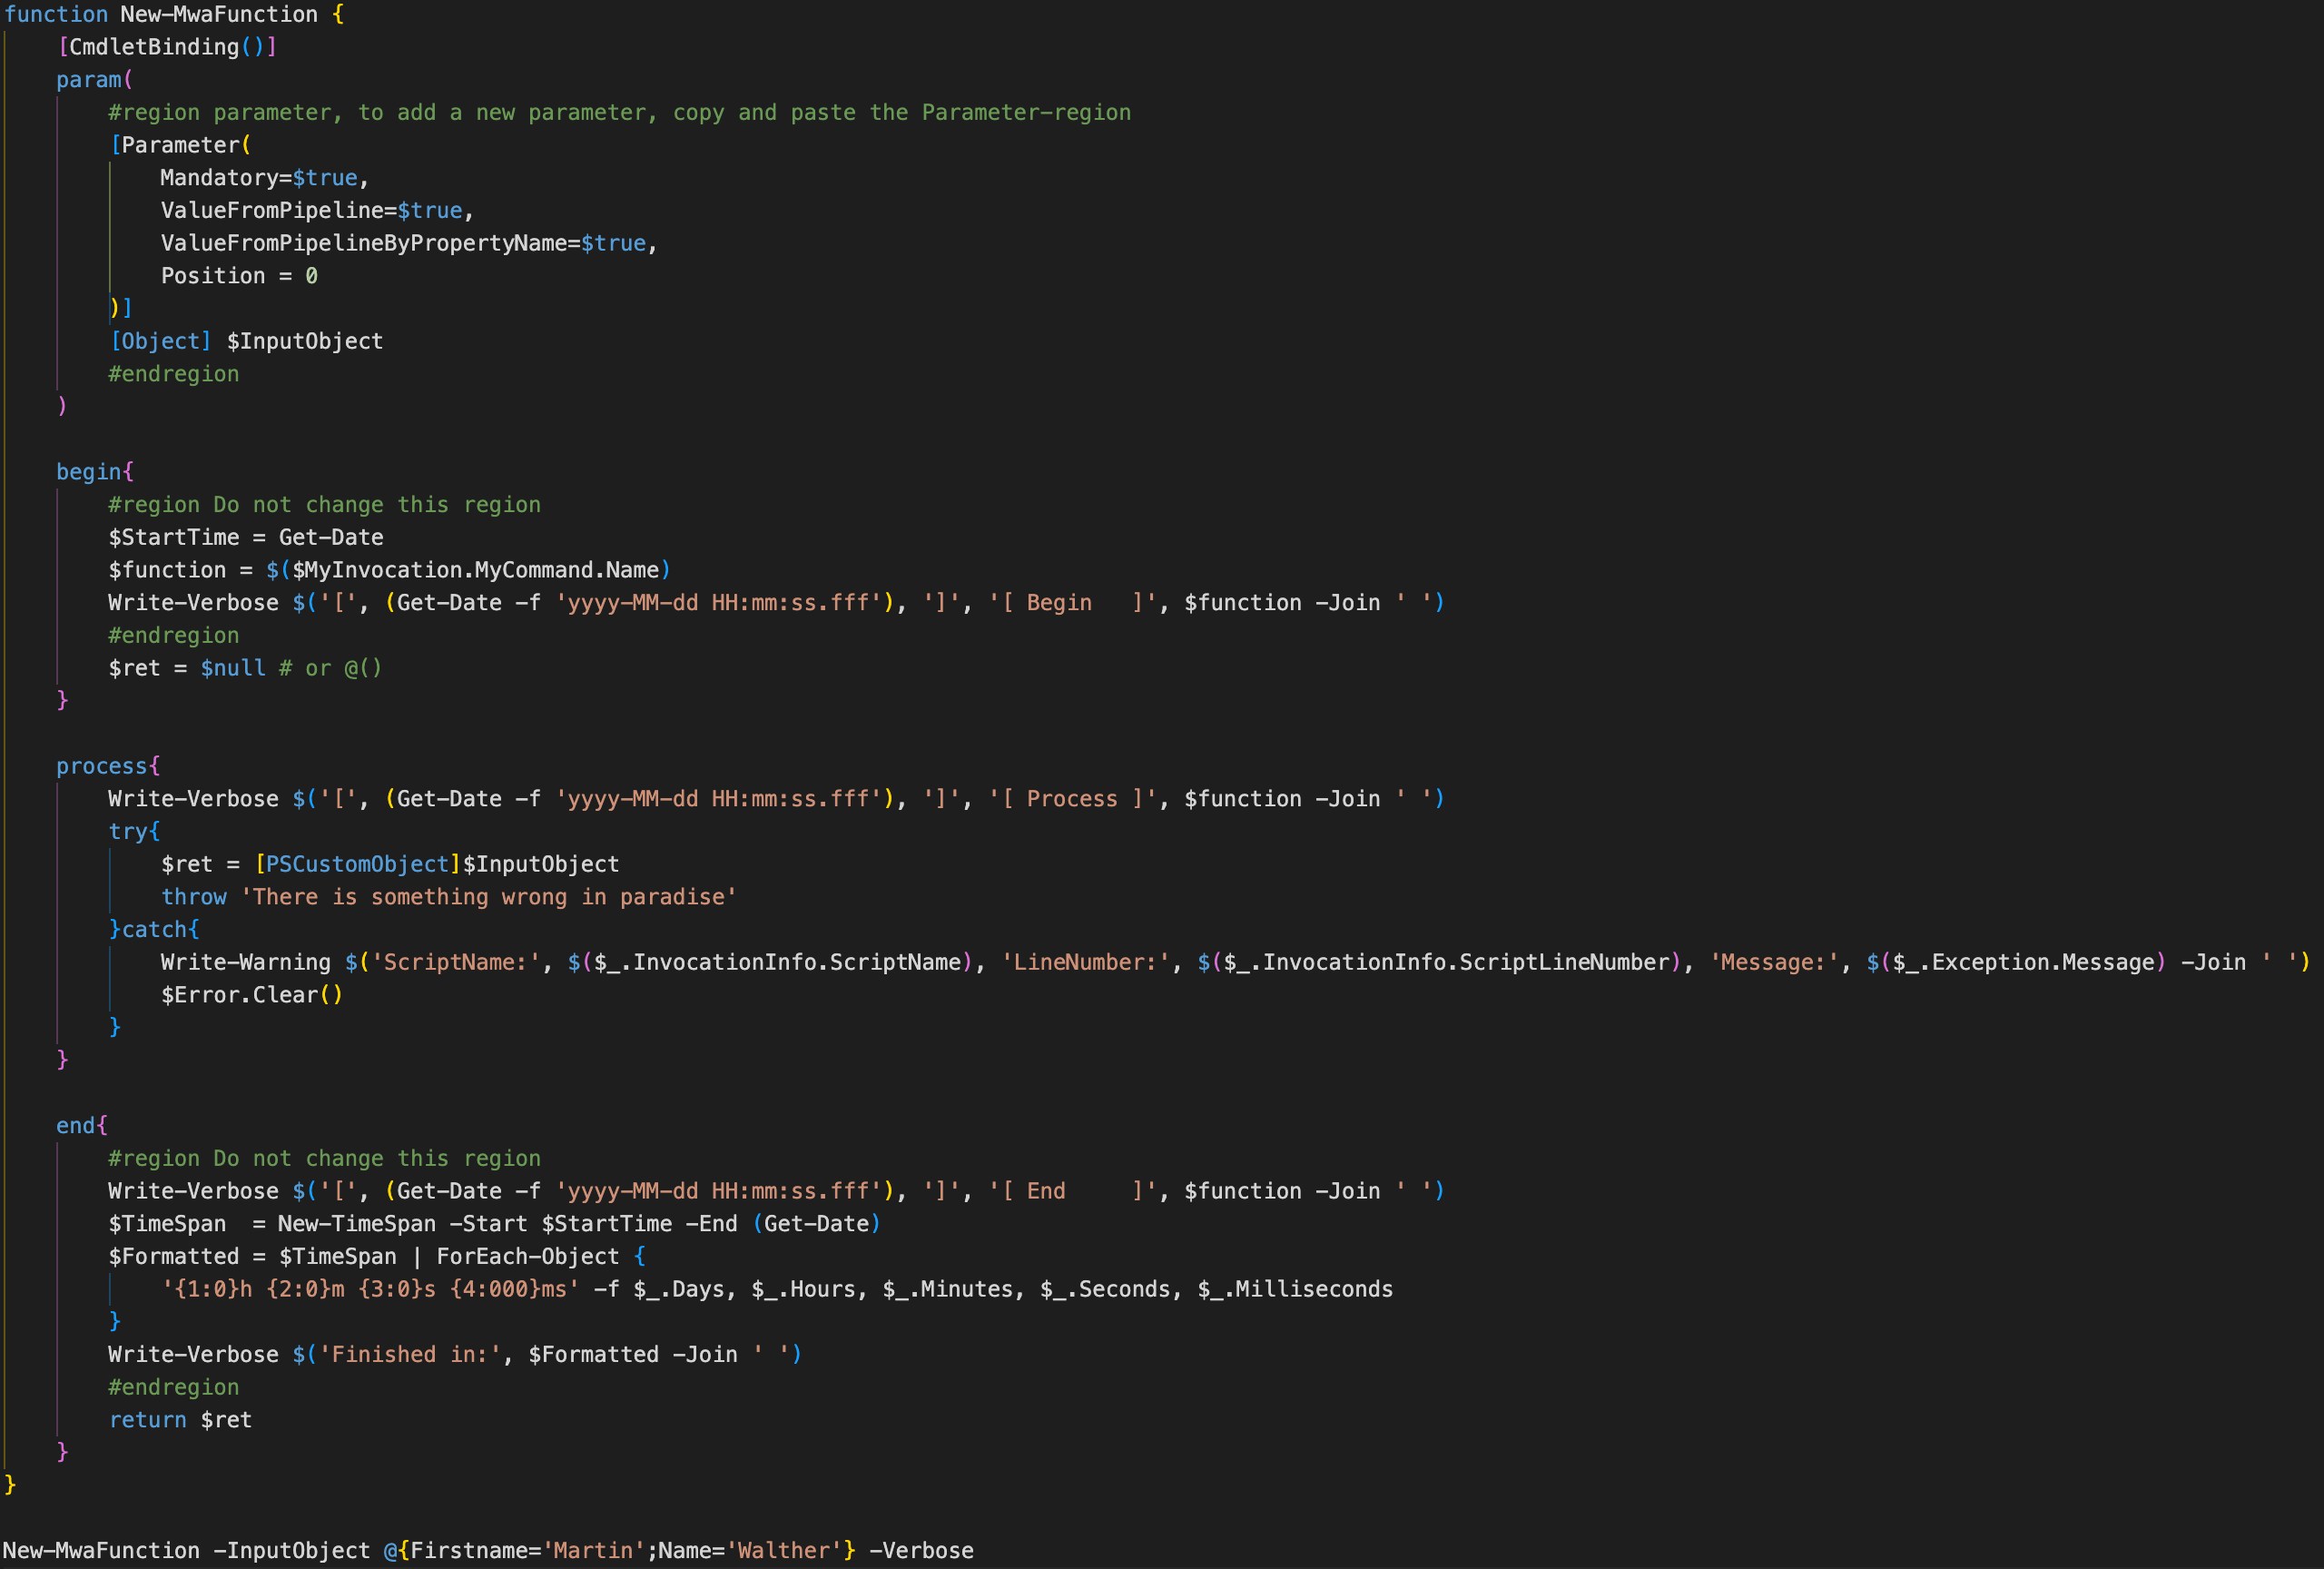 function New-MwaFunction {
    [CmdletBinding()]
    param(
        #region parameter, to add a new parameter, copy and paste the Parameter-region
        [Parameter(
            Mandatory=$true,
            ValueFromPipeline=$true,
            ValueFromPipelineByPropertyName=$true,
            Position = 0
        )]
        [Object] $InputObject
        #endregion
    )

    begin{
        #region Do not change this region
        $StartTime = Get-Date
        $function = $($MyInvocation.MyCommand.Name)
        Write-Verbose $('[', (Get-Date -f 'yyyy-MM-dd HH:mm:ss.fff'), ']', '[ Begin   ]', $function -Join ' ')
        #endregion
        $ret = $null # or @()
    }

    process{
        Write-Verbose $('[', (Get-Date -f 'yyyy-MM-dd HH:mm:ss.fff'), ']', '[ Process ]', $function -Join ' ')
        try{
            $ret = [PSCustomObject]$InputObject
            throw 'There is something wrong in paradise'
        }catch{
            Write-Warning $('ScriptName:', $($_.InvocationInfo.ScriptName), 'LineNumber:', $($_.InvocationInfo.ScriptLineNumber), 'Message:', $($_.Exception.Message) -Join ' ')
            $Error.Clear()
        }
    }

    end{
        #region Do not change this region
        Write-Verbose $('[', (Get-Date -f 'yyyy-MM-dd HH:mm:ss.fff'), ']', '[ End     ]', $function -Join ' ')
        $TimeSpan  = New-TimeSpan -Start $StartTime -End (Get-Date)
        $Formatted = $TimeSpan | ForEach-Object {
            '{1:0}h {2:0}m {3:0}s {4:000}ms' -f $_.Days, $_.Hours, $_.Minutes, $_.Seconds, $_.Milliseconds
        }
        Write-Verbose $('Finished in:', $Formatted -Join ' ')
        #endregion
        return $ret
    }
}

New-MwaFunction -InputObject @{Firstname='Martin';Name='Walther'} -Verbose